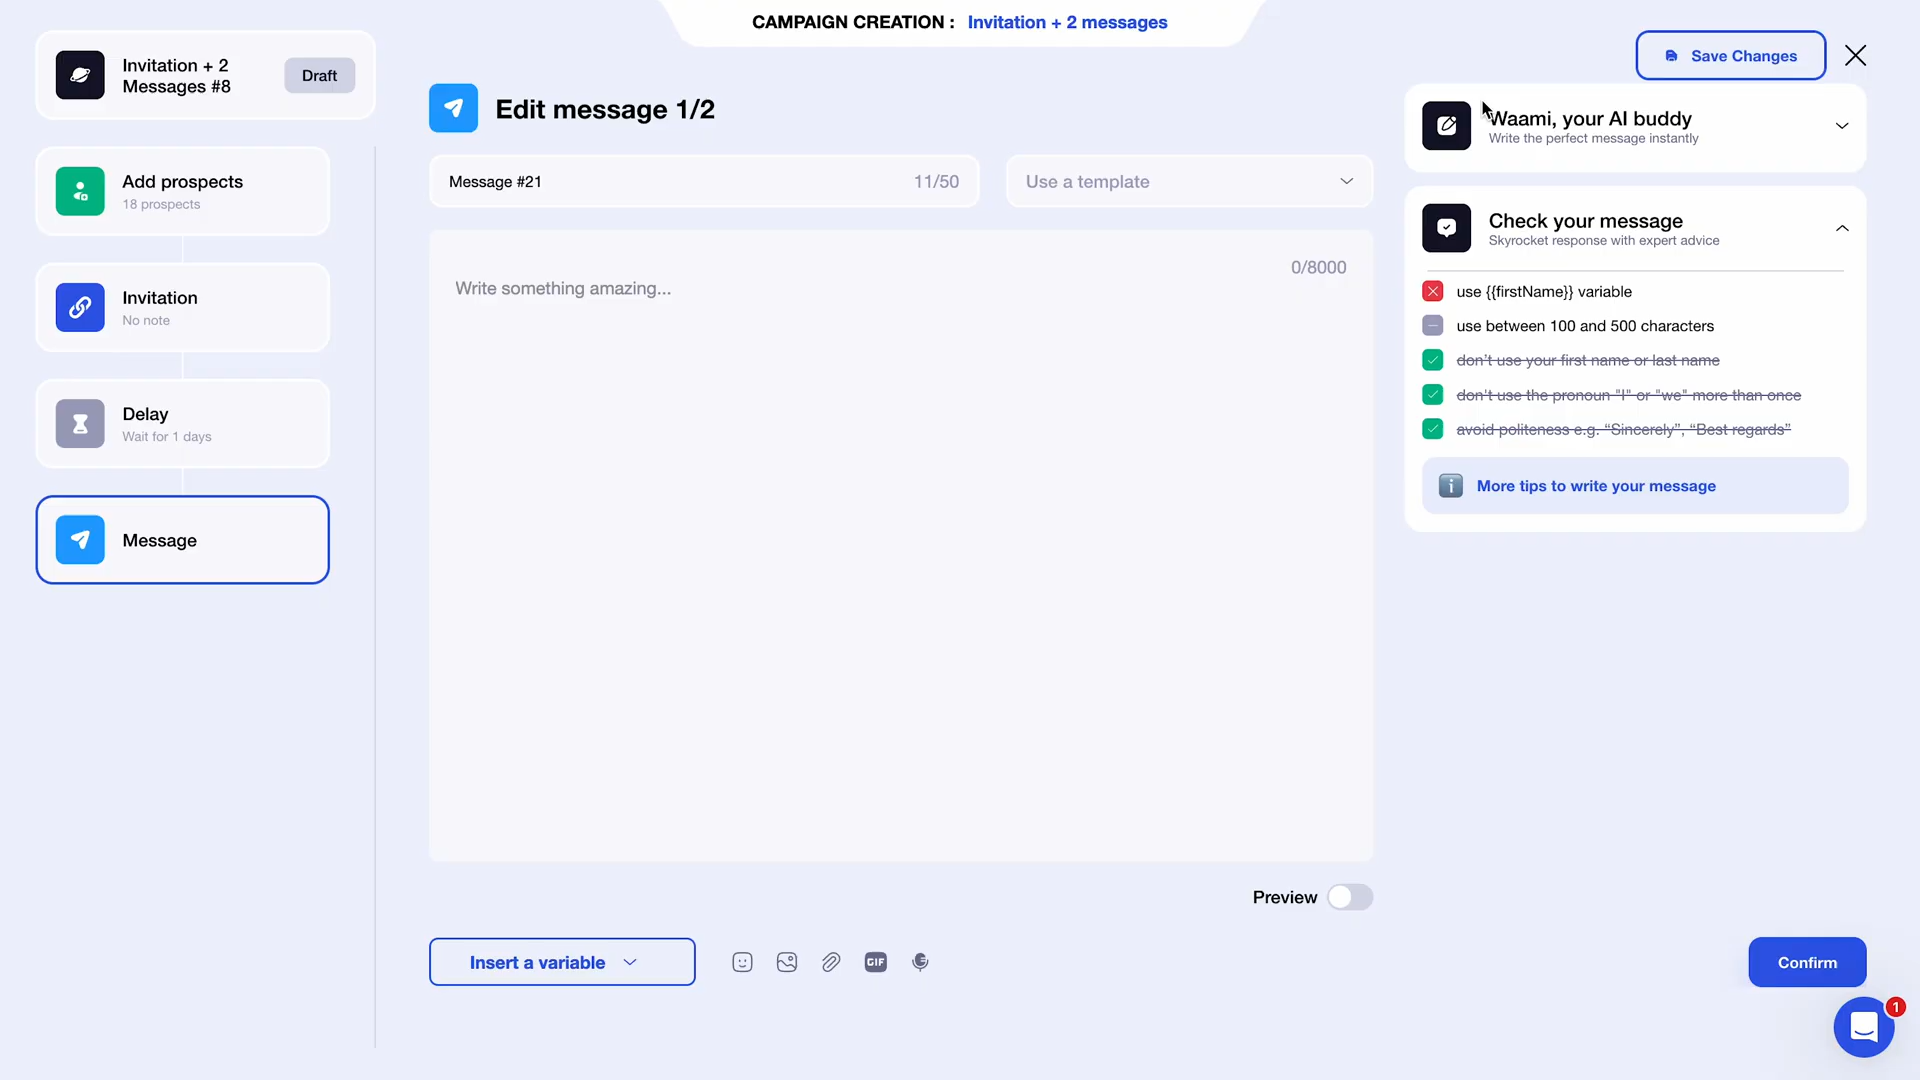 CAMPAIGN CREATION : Invitation + 2 messages
Invitation + 2
Messages #8
Draft
Save Changes
Edit message 1/2
Waami, your AI buddy
Write the perfect message instantly
Add prospects
18 prospects
Message #21
11/50
Use a template
Check your message
Skyrocket response with expert advice
0/8000
Write something amazing...
use {{firstName}} variable
use between 100 and 500 characters
don't use your first name or last name
don't use the pronoun "I" or "we" more than once
avoid politeness e.g. “Sincerely”, “Best regards”
More tips to write your message
Invitation
No note
Delay
Wait for 1 days
Message
Preview
Insert a variable
GIF
Confirm
1